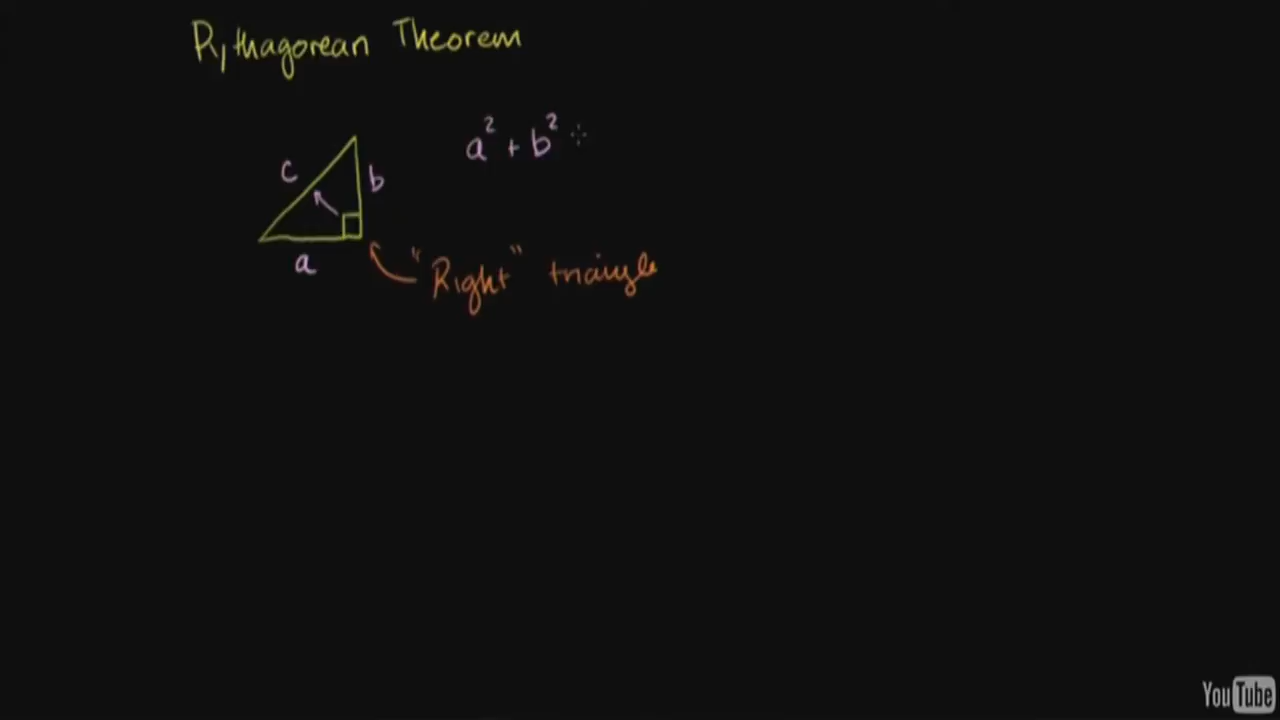 Pythagorean Theorem
a² + b²
c
b
a
"Right" triangle
YouTube